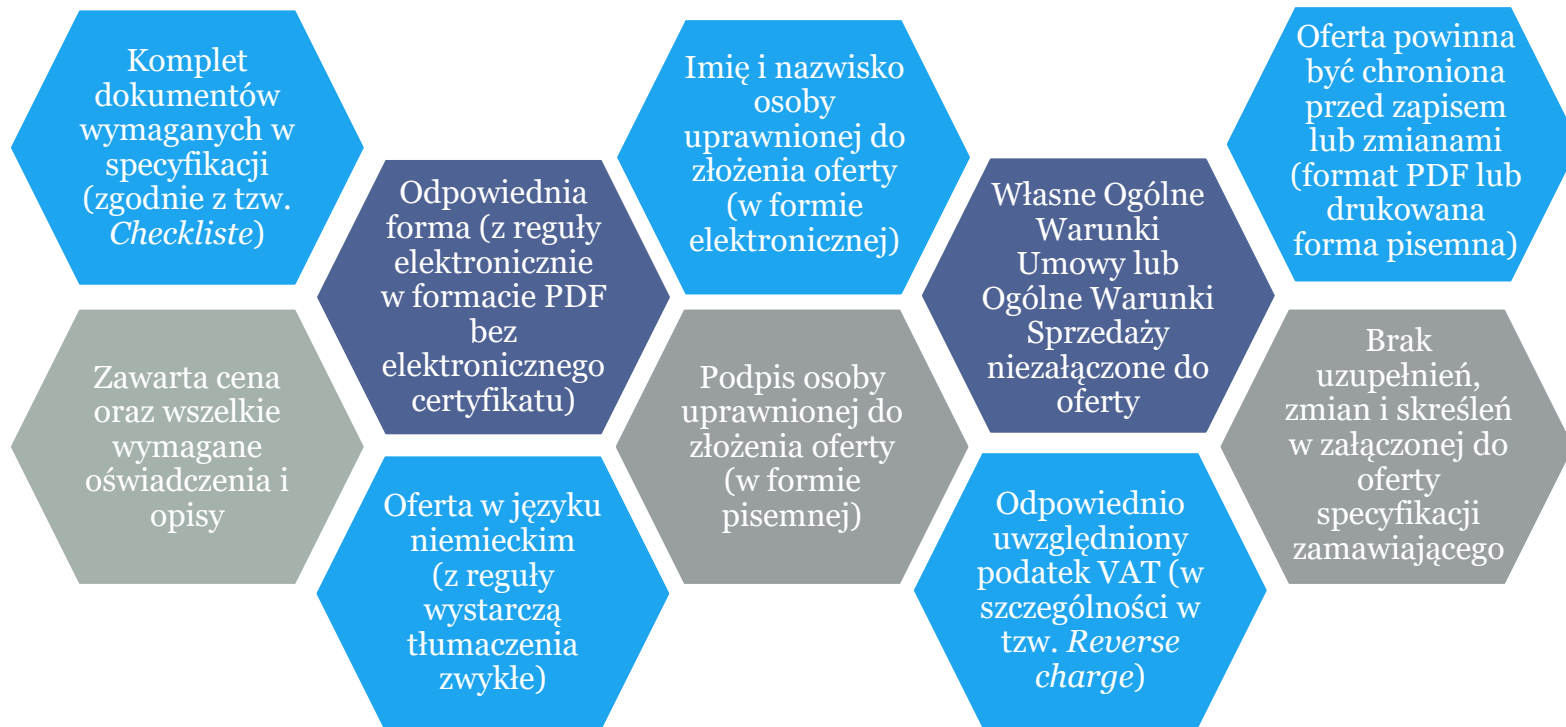 Komplet
dokumentów
wymaganych w
specyfikacji
(zgodnie z tzw.
Checkliste)
Zawarta cena
oraz wszelkie
wymagane
oświadczenia i
opisy
Odpowiednia
forma (z reguły
elektronicznie
w formacie PDF
bez
elektronicznego
certyfikatu)
Oferta w języku
niemieckim
(z reguły
wystarczą
tłumaczenia
zwykłe)
Imię i nazwisko
osoby
uprawnionej do
złożenia oferty
(w formie
elektronicznej)
Podpis osoby
uprawnionej do
złożenia oferty
(w formie
pisemnej)
Własne Ogólne
Warunki
Umowy lub
Ogólne Warunki
Sprzedaży
niezałączone do
oferty
Odpowiednio
uwzględniony
podatek VAT (w
szczególności w
tzw. Reverse
charge)
Oferta powinna
być chroniona
przed zapisem
lub zmianami
(format PDF lub
drukowana
forma pisemna)
Brak
uzupełnień,
zmian i skreśleń
w załączonej do
oferty
specyfikacji
zamawiającego